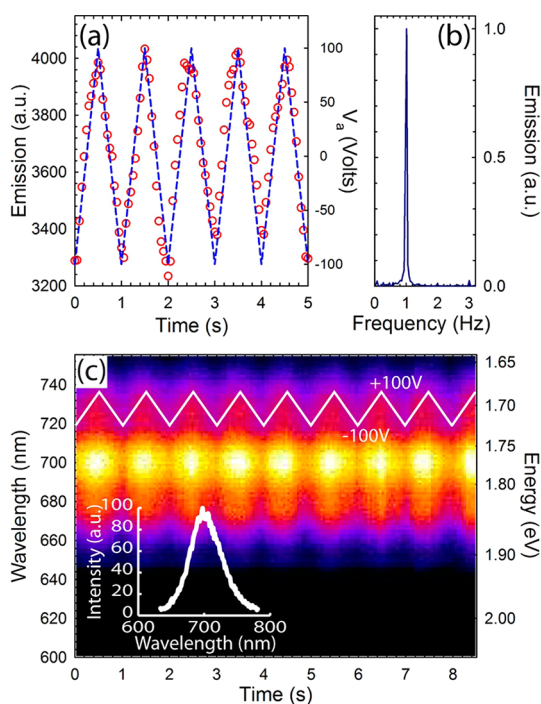 (a)
4000
3800
3600
3400
3200
Emission (a.u.)
100
50
0
-50
-100
Va (Volts)
0 1 2 3 4 5
Time (s)
(b)
1.0
0.5
0.0
Emission (a.u.)
0 1 2 3
Frequency (Hz)
(c)
740
720
700
680
660
640
620
600
Wavelength (nm)
+100V
-100V
1.65
1.70
1.75
1.80
1.90
2.00
Energy (eV)
100
80
60
40
20
0
Intensity (a.u.)
600 700 800
Wavelength (nm)
0 1 2 3 4 5 6 7 8
Time (s)